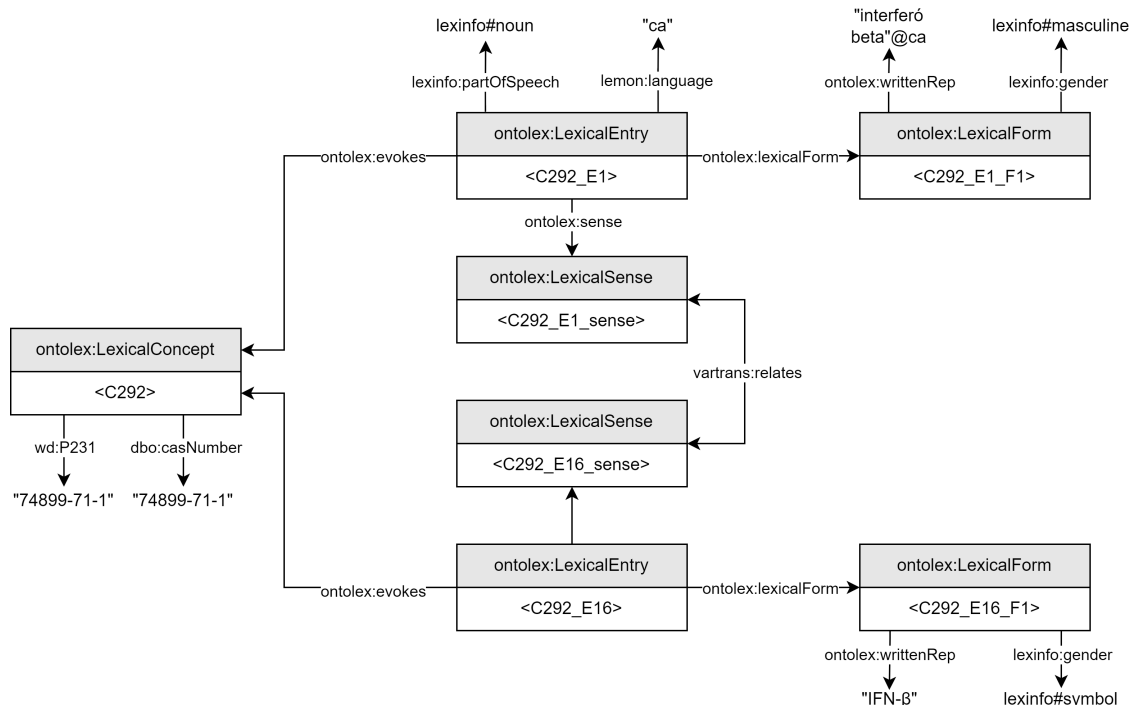 lexinfo#noun
"ca"
"interferó
beta"@ca
lexinfo#masculine
lexinfo:partOfSpeech
lemon:language
ontolex:writtenRep
lexinfo:gender
ontolex:LexicalEntry
ontolex:LexicalForm
ontolex:evokes
ontolex:lexicalForm
<C292_E1>
<C292_E1_F1>
ontolex:sense
ontolex:LexicalSense
<C292_E1_sense>
ontolex:LexicalConcept
vartrans:relates
<C292>
ontolex:LexicalSense
wd:P231
dbo:casNumber
<C292_E16_sense>
"74899-71-1"
"74899-71-1"
ontolex:LexicalEntry
ontolex:LexicalForm
ontolex:evokes
ontolex:lexicalForm
<C292_E16>
<C292_E16_F1>
ontolex:writtenRep
lexinfo:gender
"IFN-ß"
lexinfo#symbol